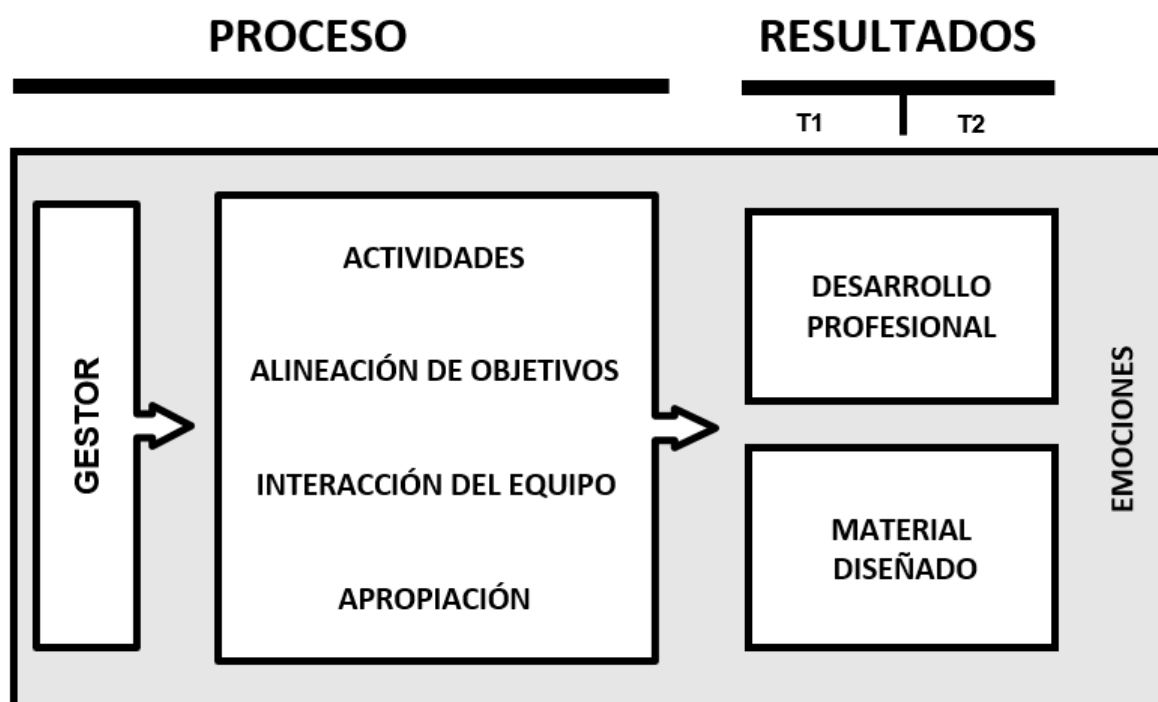 PROCESO
RESULTADOS
T1
T2
GESTOR
ACTIVIDADES
ALINEACIÓN DE OBJETIVOS
INTERACCIÓN DEL EQUIPO
APROPIACIÓN
DESARROLLO
PROFESIONAL
MATERIAL
DISEÑADO
EMOCIONES